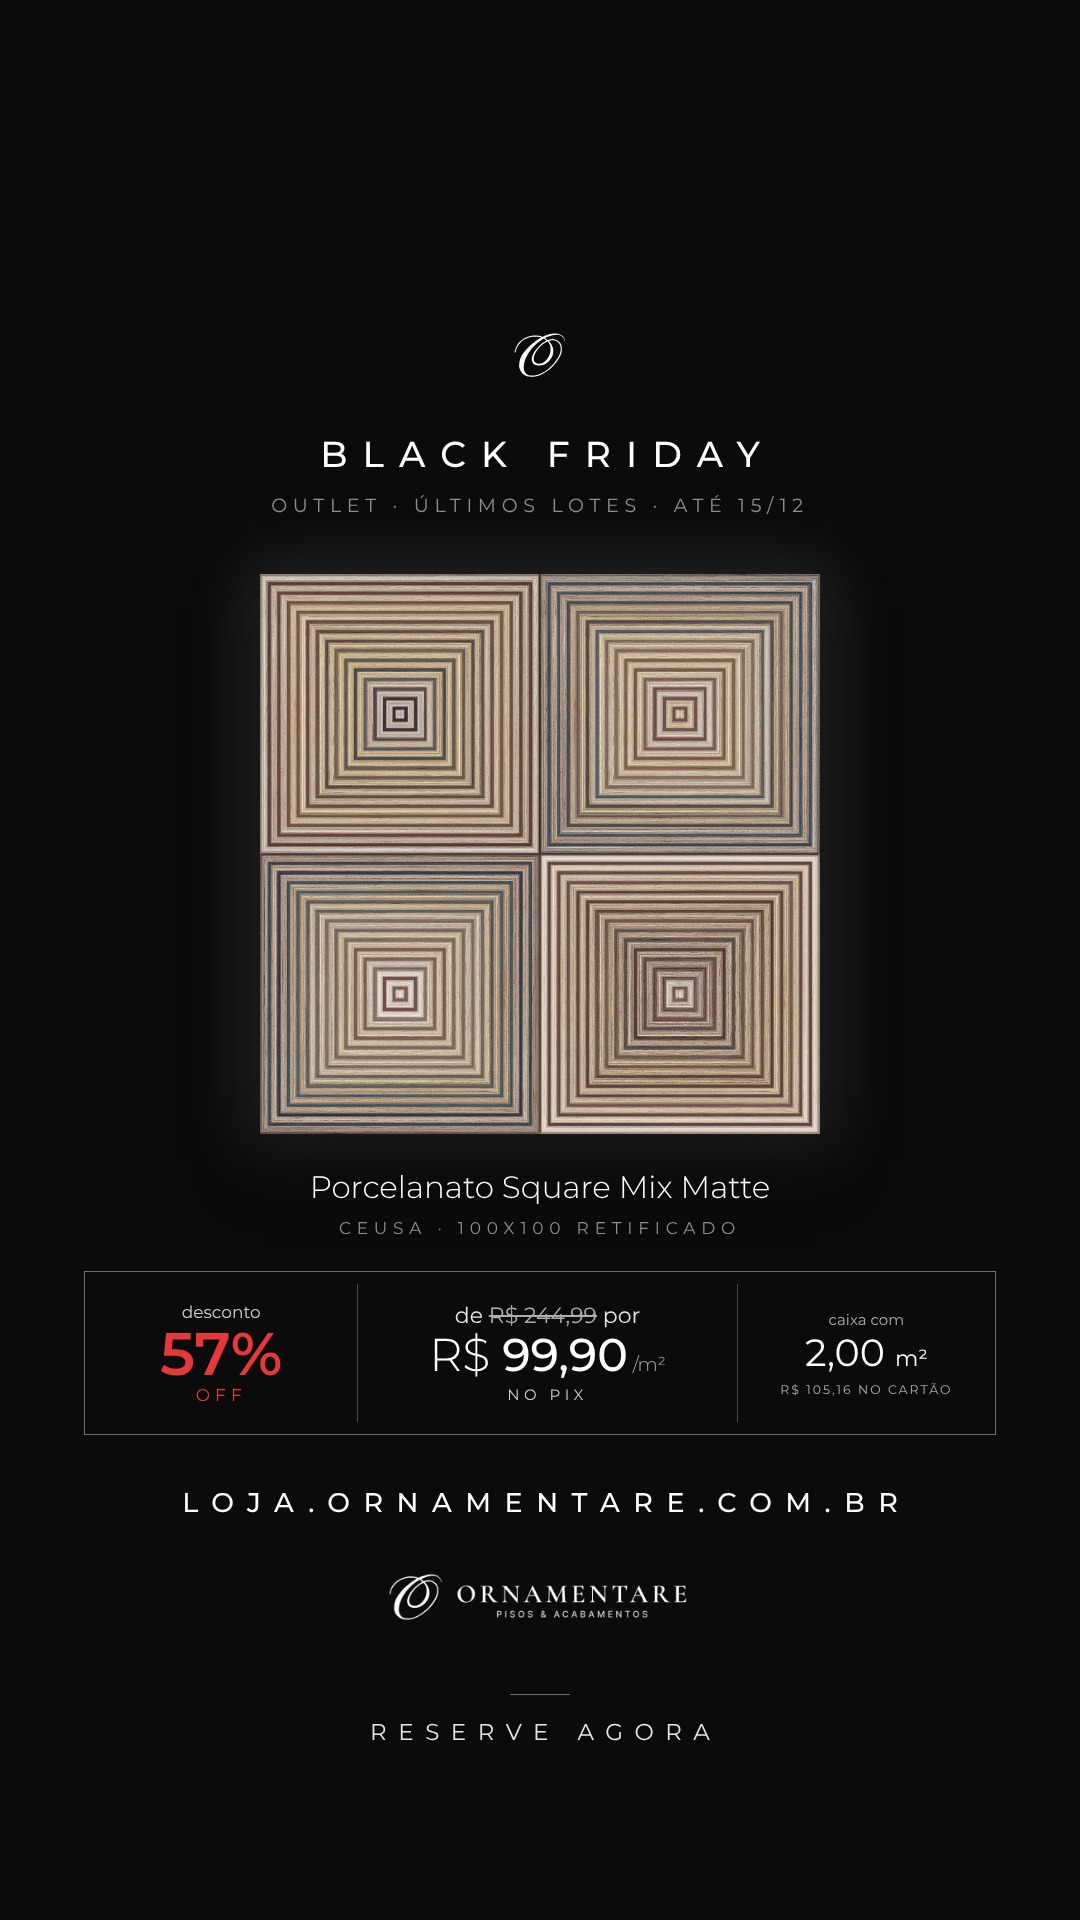 BLACK FRIDAY
OUTLET · ÚLTIMOS LOTES · ATÉ 15/12
Porcelanato Square Mix Matte
CEUSA · 100X100 RETIFICADO
desconto
57%
OFF
de R$ 244,99 por
R$ 99,90 /m²
NO PIX
caixa com
2,00 m²
R$ 105,16 NO CARTÃO
LOJA.ORNAMENTARE.COM.BR
ORNAMENTARE
PISOS & ACABAMENTOS
RESERVE AGORA